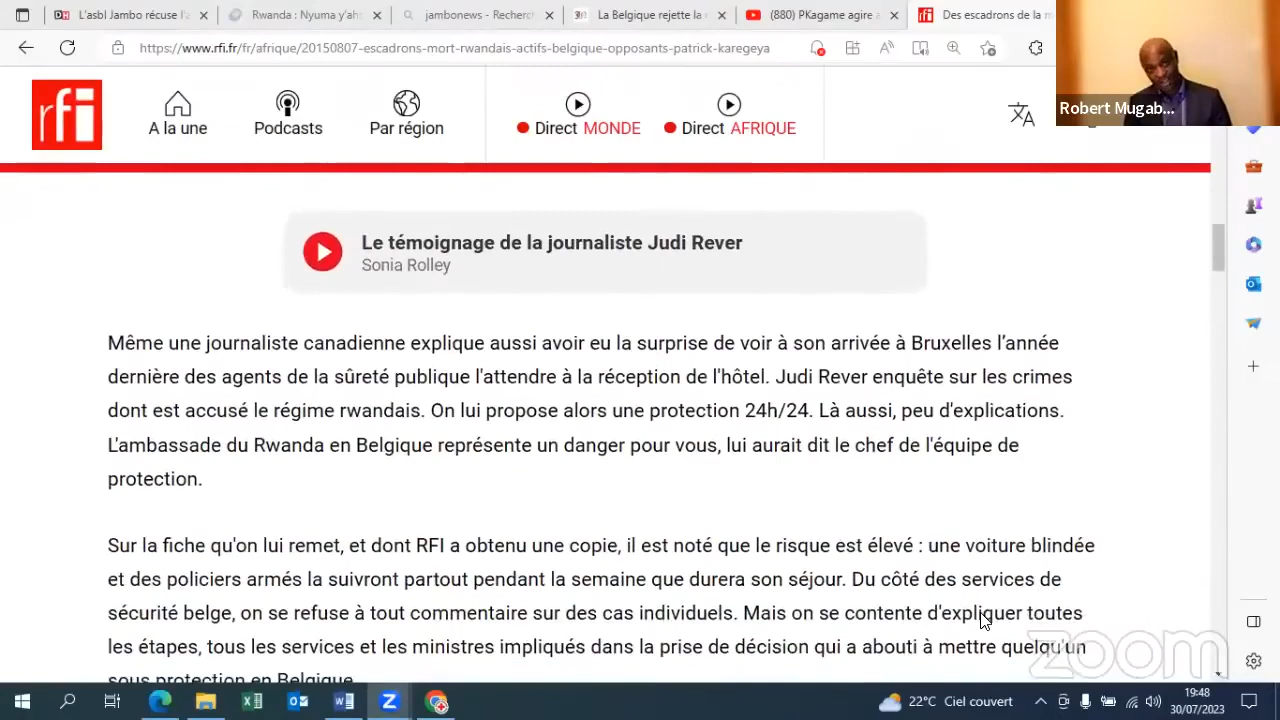 L'asbl Jambo récuse l'a
Rwanda : Nyuma y'ah
jambonews - Recherc
La Belgique rejette la r
(880) PKagame agire a
Des escadrons de la m
https://www.rfi.fr/fr/afrique/20150807-escadrons-mort-rwandais-actifs-belgique-opposants-patrick-karegeya
Robert Mugab...
rfi
A la une
Podcasts
Par région
Direct MONDE
Direct AFRIQUE
Le témoignage de la journaliste Judi Rever
Sonia Rolley
Même une journaliste canadienne explique aussi avoir eu la surprise de voir à son arrivée à Bruxelles l'année
dernière des agents de la sûreté publique l'attendre à la réception de l'hôtel. Judi Rever enquête sur les crimes
dont est accusé le régime rwandais. On lui propose alors une protection 24h/24. Là aussi, peu d'explications.
L'ambassade du Rwanda en Belgique représente un danger pour vous, lui aurait dit le chef de l'équipe de
protection.
Sur la fiche qu'on lui remet, et dont RFI a obtenu une copie, il est noté que le risque est élevé : une voiture blindée
et des policiers armés la suivront partout pendant la semaine que durera son séjour. Du côté des services de
sécurité belge, on se refuse à tout commentaire sur des cas individuels. Mais on se contente d'expliquer toutes
les étapes, tous les services et les ministres impliqués dans la prise de décision qui a abouti à mettre quelqu'un
sous protection en Belgique.
zoom
22°C Ciel couvert
19:48
30/07/2023